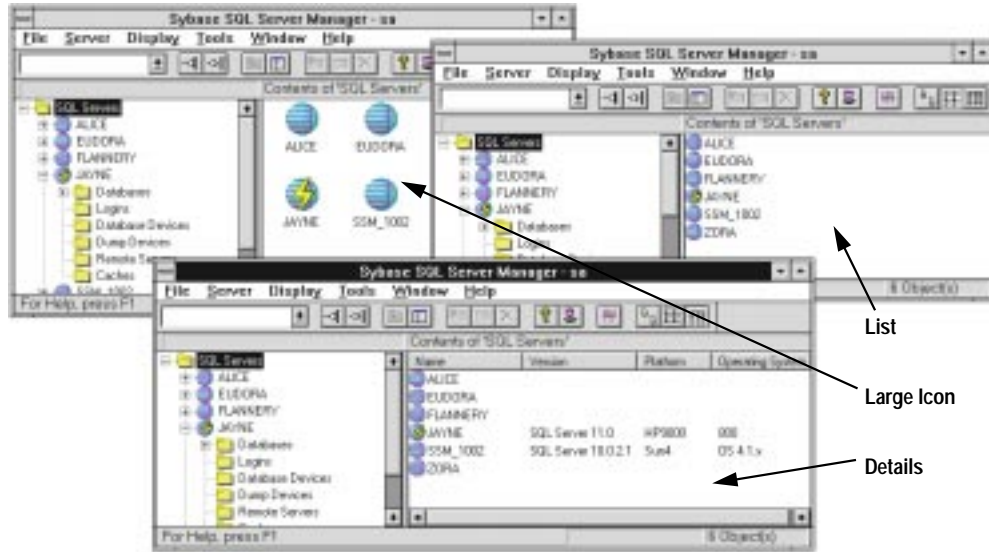 Sybase SQL Server Manager - sa
File Server Display Tools Window Help
Contents of 'SQL Servers'
SQL Servers
ALICE
EUDORA
FLANNERY
JAYNE
Databases
Logins
Database Devices
Dump Devices
Remote Servers
Caches
SSM_1002
For Help, press F1
ALICE
EUDORA
JAYNE
SSM_1002
Sybase SQL Server Manager - sa
File Server Display Tools Window Help
Contents of 'SQL Servers'
SQL Servers
ALICE
EUDORA
FLANNERY
JAYNE
Databases
Logins
ALICE
EUDORA
FLANNERY
JAYNE
SSM_1002
ZORA
6 Object(s)
List
Sybase SQL Server Manager - sa
File Server Display Tools Window Help
Contents of 'SQL Servers'
SQL Servers
ALICE
EUDORA
FLANNERY
JAYNE
Databases
Logins
Database Devices
Dump Devices
Remote Servers
Name Version Platform Operating System
ALICE
EUDORA
FLANNERY
JAYNE SQL Server 11.0 HP9000 800
SSM_1002 SQL Server 10.0.2.1 Sun4 OS 4.1.x
ZORA
For Help, press F1
6 Object(s)
Large Icon
Details